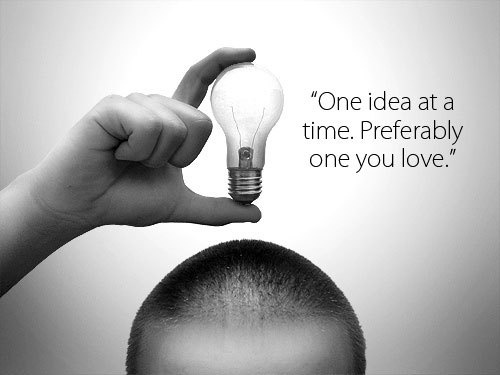 “One idea at a
time. Preferably
one you love.”